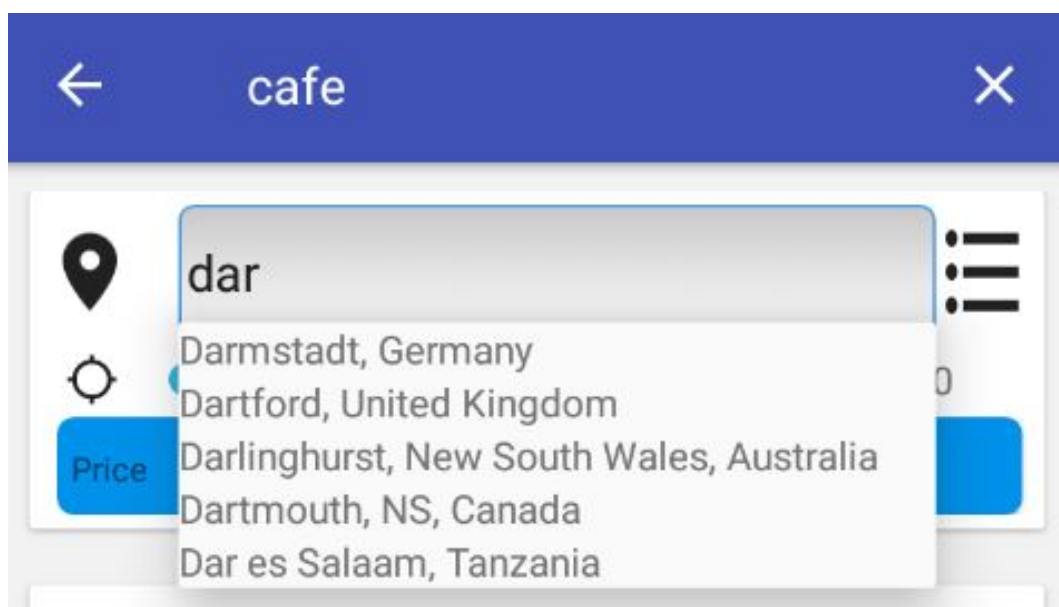 cafe
dar
Darmstadt, Germany
Dartford, United Kingdom
0
Darlinghurst, New South Wales, Australia
Price
Dartmouth, NS, Canada
Dar es Salaam, Tanzania